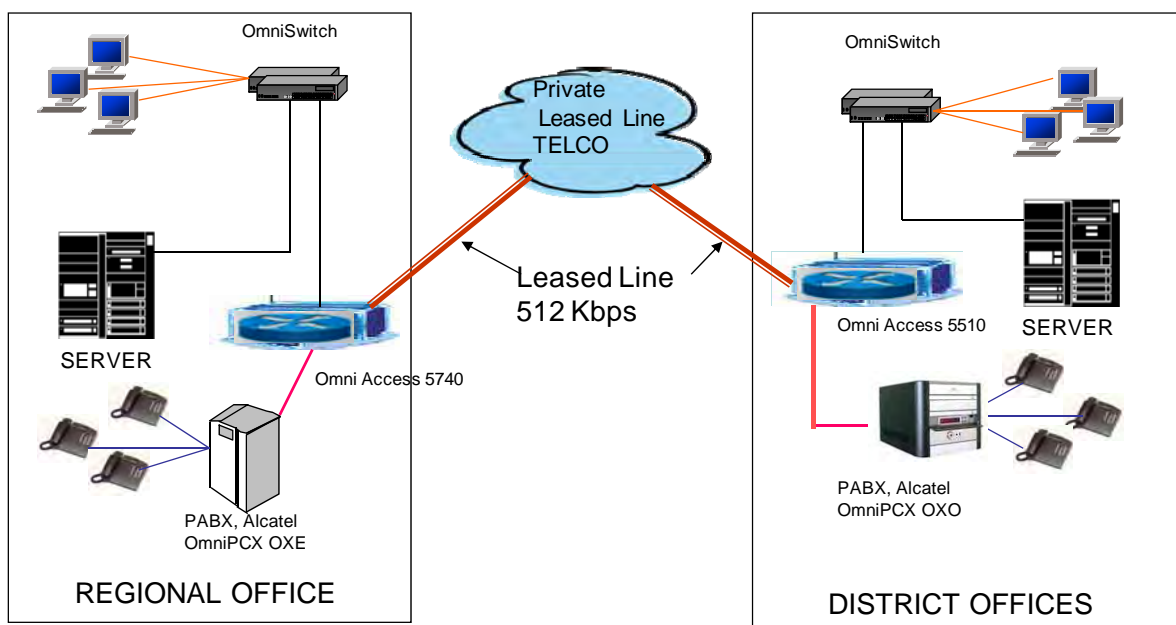 OmniSwitch
SERVER
Omni Access 5740
PABX, Alcatel
OmniPCX OXE
REGIONAL OFFICE
Private
Leased Line
TELCO
Leased Line
512 Kbps
OmniSwitch
Omni Access 5510
SERVER
PABX, Alcatel
OmniPCX OXO
DISTRICT OFFICES